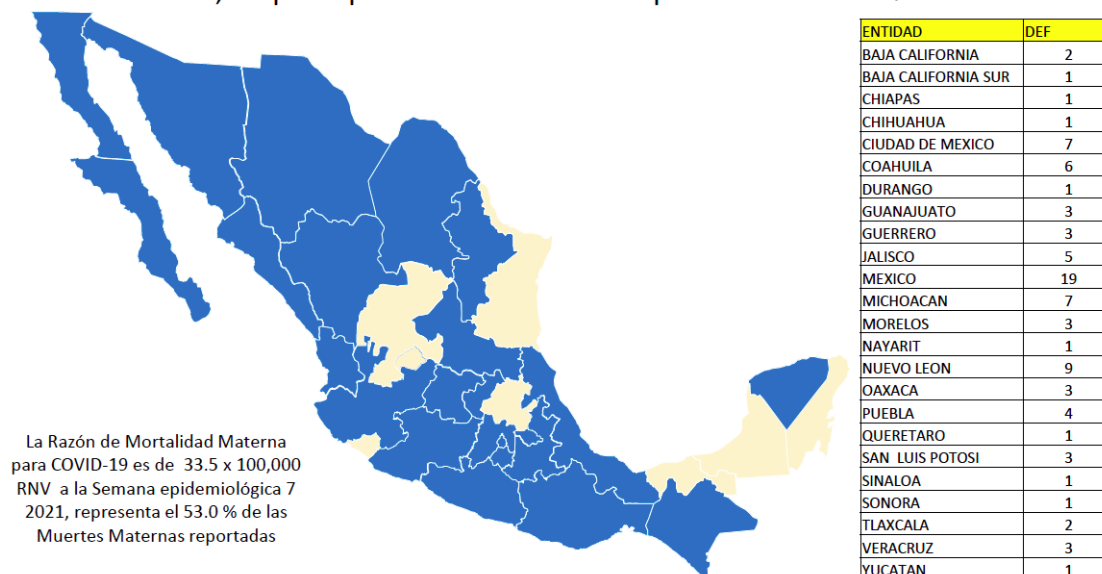 ENTIDAD DEF
BAJA CALIFORNIA 2
BAJA CALIFORNIA SUR 1
CHIAPAS 1
CHIHUAHUA 1
CIUDAD DE MEXICO 7
COAHUILA 6
DURANGO 1
GUANAJUATO 3
GUERRERO 3
JALISCO 5
MEXICO 19
MICHOACAN 7
MORELOS 3
NAYARIT 1
NUEVO LEON 9
OAXACA 3
PUEBLA 4
QUERETARO 1
SAN LUIS POTOSI 3
SINALOA 1
SONORA 1
TLAXCALA 2
VERACRUZ 3
YUCATAN 1
La Razón de Mortalidad Materna
para COVID-19 es de 33.5 x 100,000
RNV a la Semana epidemiológica 7
2021, representa el 53.0 % de las
Muertes Maternas reportadas